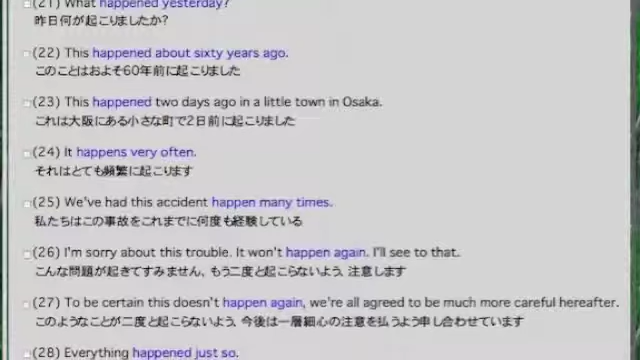 (21) What happened yesterday?
昨日何が起こりましたか?
(22) This happened about sixty years ago.
このことはおよそ60年前に起こりました
(23) This happened two days ago in a little town in Osaka.
これは大阪にある小さな町で2日前に起こりました
(24) It happens very often.
それはとても頻繁に起こります
(25) We've had this accident happen many times.
私たちはこの事故をこれまでに何度も経験している
(26) I'm sorry about this trouble. It won't happen again. I'll see to that.
こんな問題が起きてすみません, もう二度と起こらないよう, 注意します
(27) To be certain this doesn't happen again, we're all agreed to be much more careful hereafter.
このようなことが二度と起こらないよう, 今後は一層細心の注意を払うよう申し合わせています
(28) Everything happened just so.